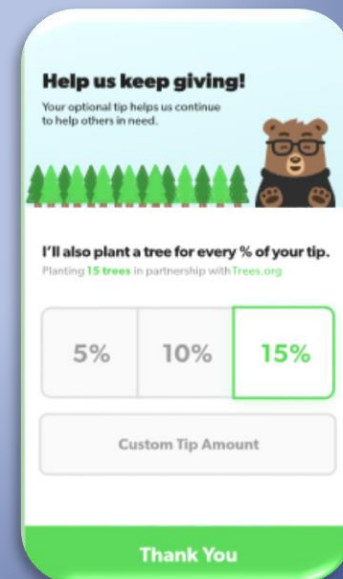 Help us keep giving!
Your optional tip helps us continue
to help others in need.
I'll also plant a tree for every % of your tip.
Planting 15 trees in partnership with Trees.org
5% 10% 15%
Custom Tip Amount
Thank You